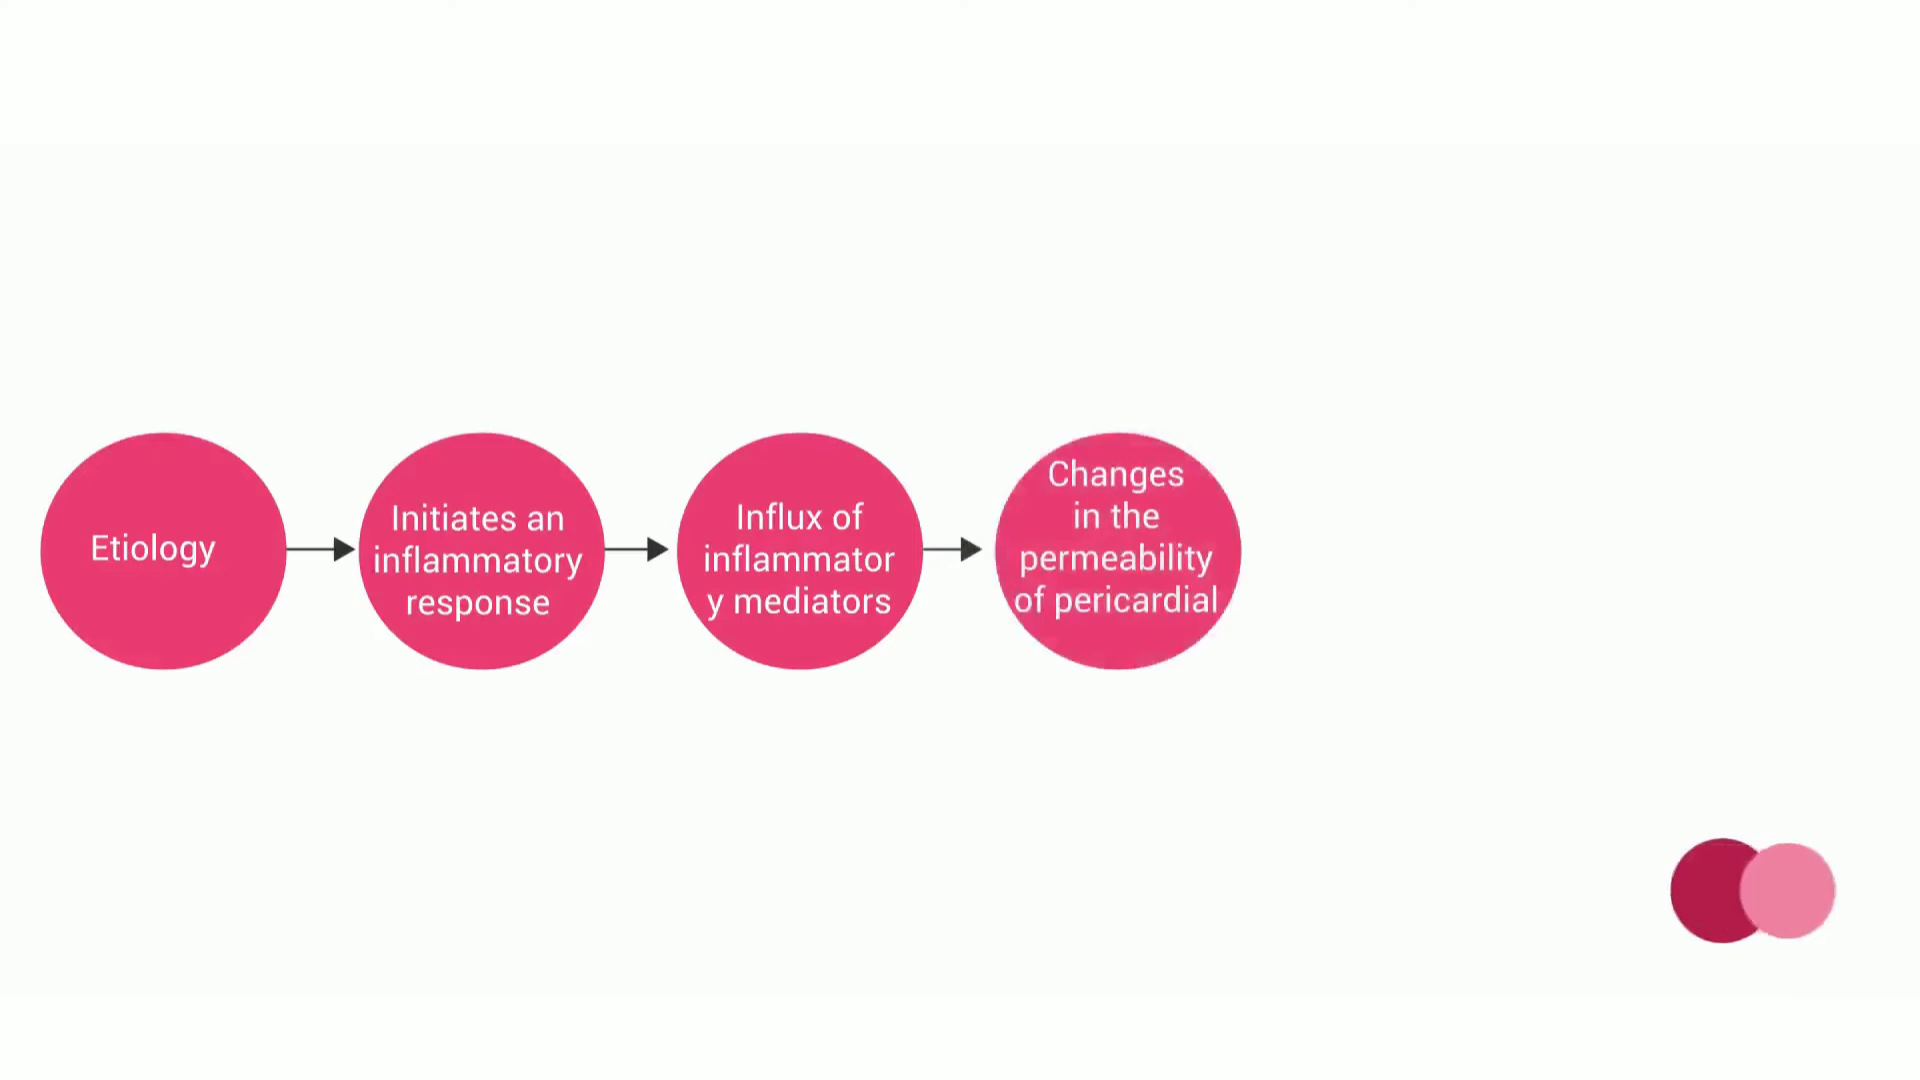 Etiology
Initiates an
inflammatory
response
Influx of
inflammator
y mediators
Changes
in the
permeability
of pericardial